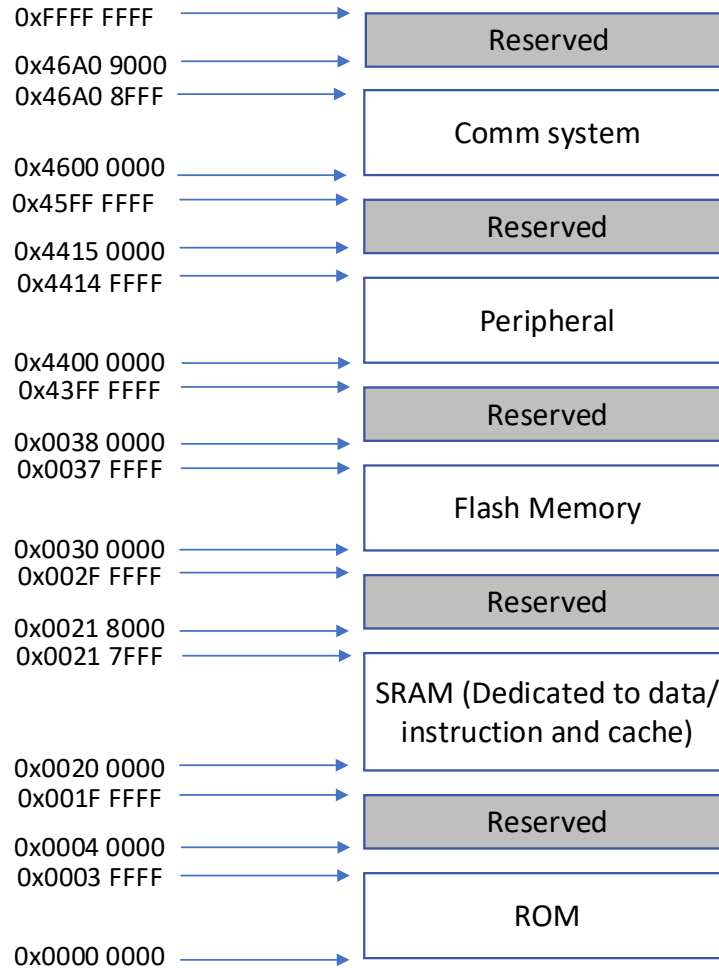 0xFFFF FFFF
Reserved
0x46A0 9000
0x46A0 8FFF
Comm system
0x4600 0000
0x45FF FFFF
Reserved
0x4415 0000
0x4414 FFFF
Peripheral
0x4400 0000
0x43FF FFFF
Reserved
0x0038 0000
0x0037 FFFF
Flash Memory
0x0030 0000
0x002F FFFF
Reserved
0x0021 8000
0x0021 7FFF
SRAM (Dedicated to data/
instruction and cache)
0x0020 0000
0x001F FFFF
Reserved
0x0004 0000
0x0003 FFFF
ROM
0x0000 0000